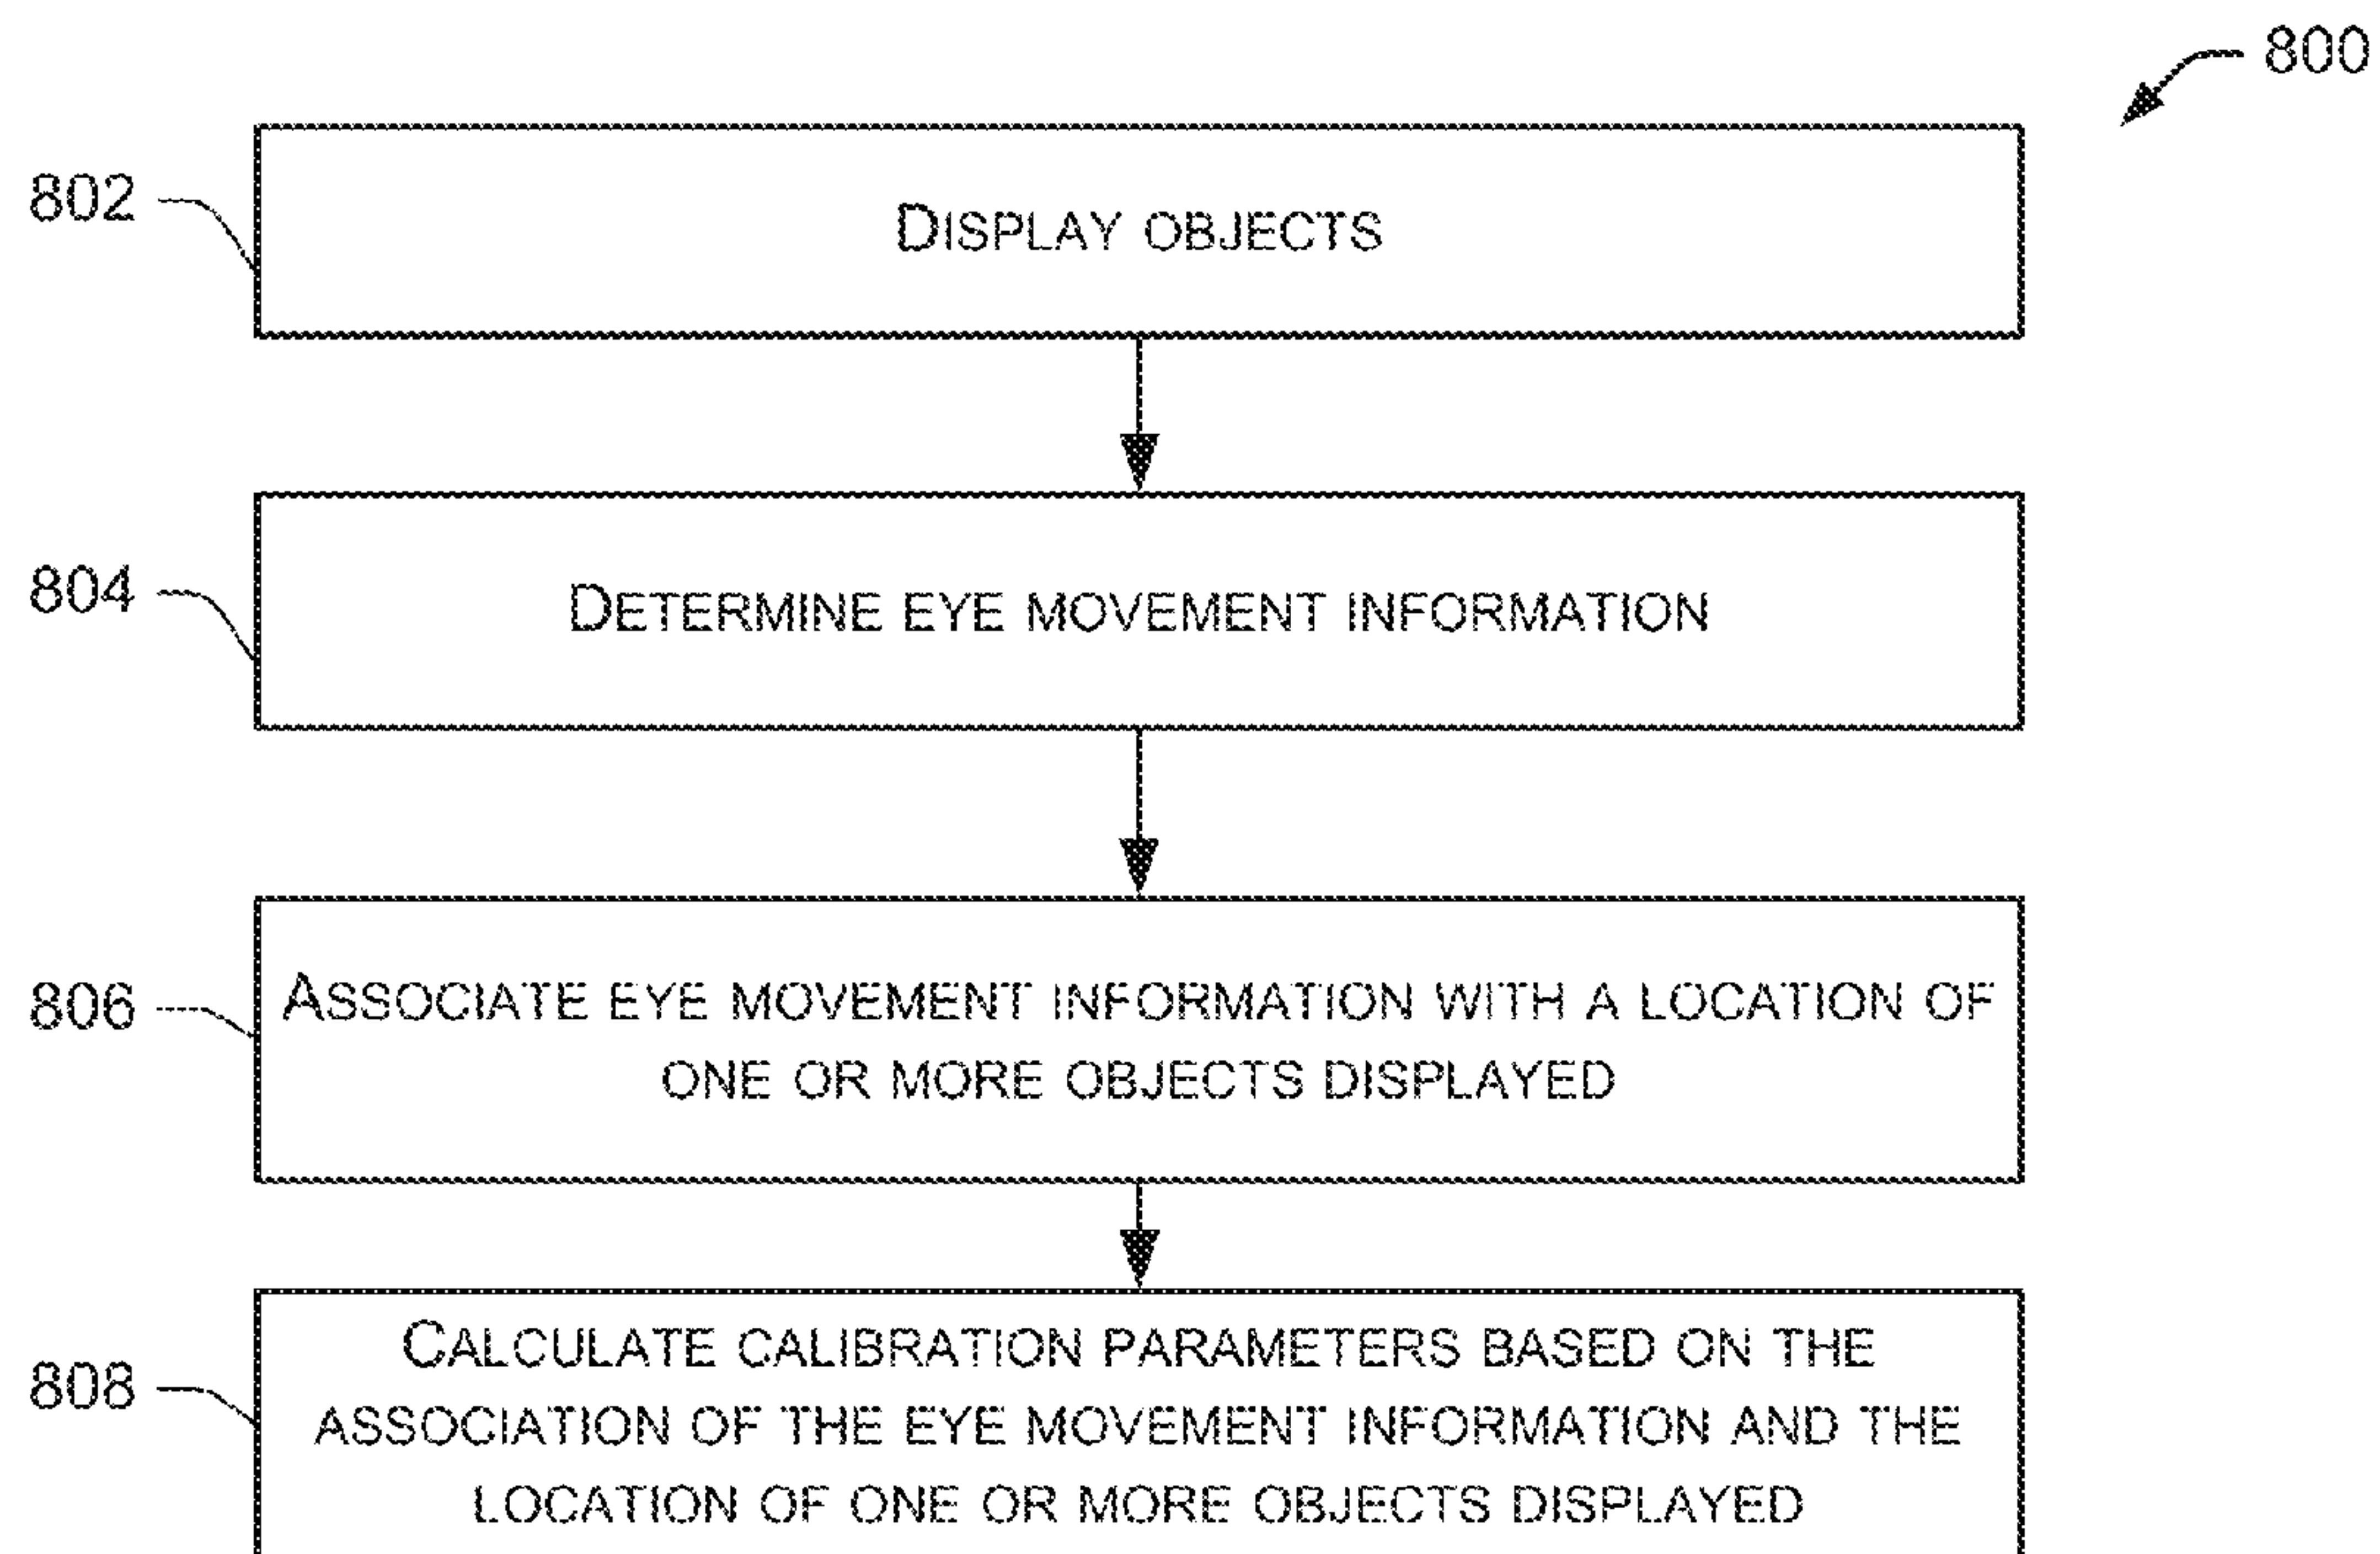 800
802
DISPLAY OBJECTS
804
DETERMINE EYE MOVEMENT INFORMATION
806
ASSOCIATE EYE MOVEMENT INFORMATION WITH A LOCATION OF
ONE OR MORE OBJECTS DISPLAYED
808
CALCULATE CALIBRATION PARAMETERS BASED ON THE
ASSOCIATION OF THE EYE MOVEMENT INFORMATION AND THE
LOCATION OF ONE OR MORE OBJECTS DISPLAYED